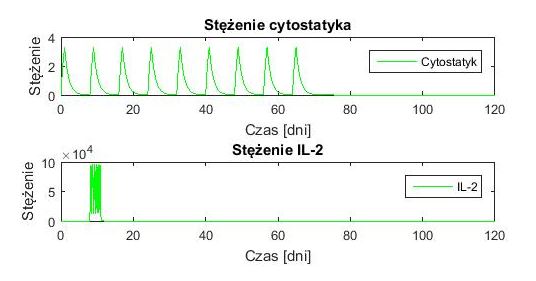 Stężenie cytostatyka
Stężenie
4
2
0
Cytostatyk
0 20 40 60 80 100 120
Czas [dni]
Stężenie IL-2
×10⁴
Stężenie
10
5
0
IL-2
0 20 40 60 80 100 120
Czas [dni]